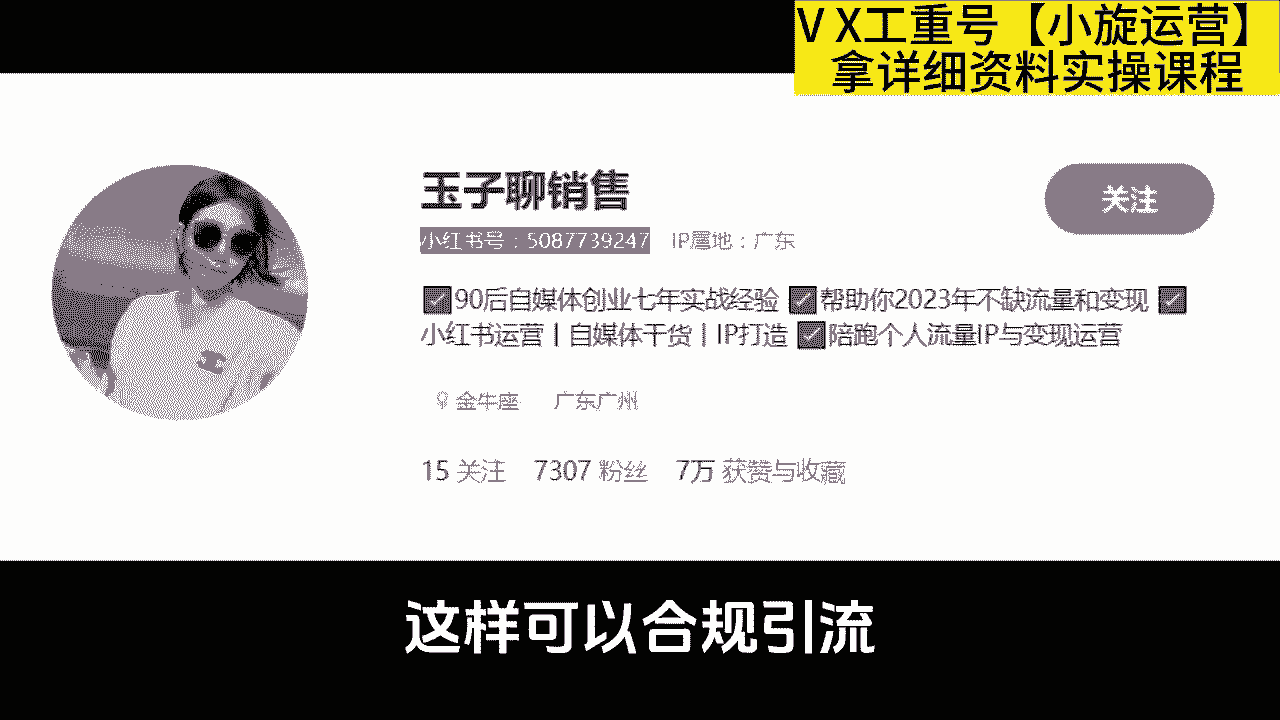 V X工重号【小旋运营】
拿详细资料实操课程
玉子聊销售
关注
小红书号：5087739247 IP属地：广东
90后自媒体创业七年实战经验 帮助你2023年不缺流量和变现
小红书运营丨自媒体干货丨IP打造 陪跑个人流量IP与变现运营
金牛座 广东广州
15 关注 7307 粉丝 7万 获赞与收藏
这样可以合规引流